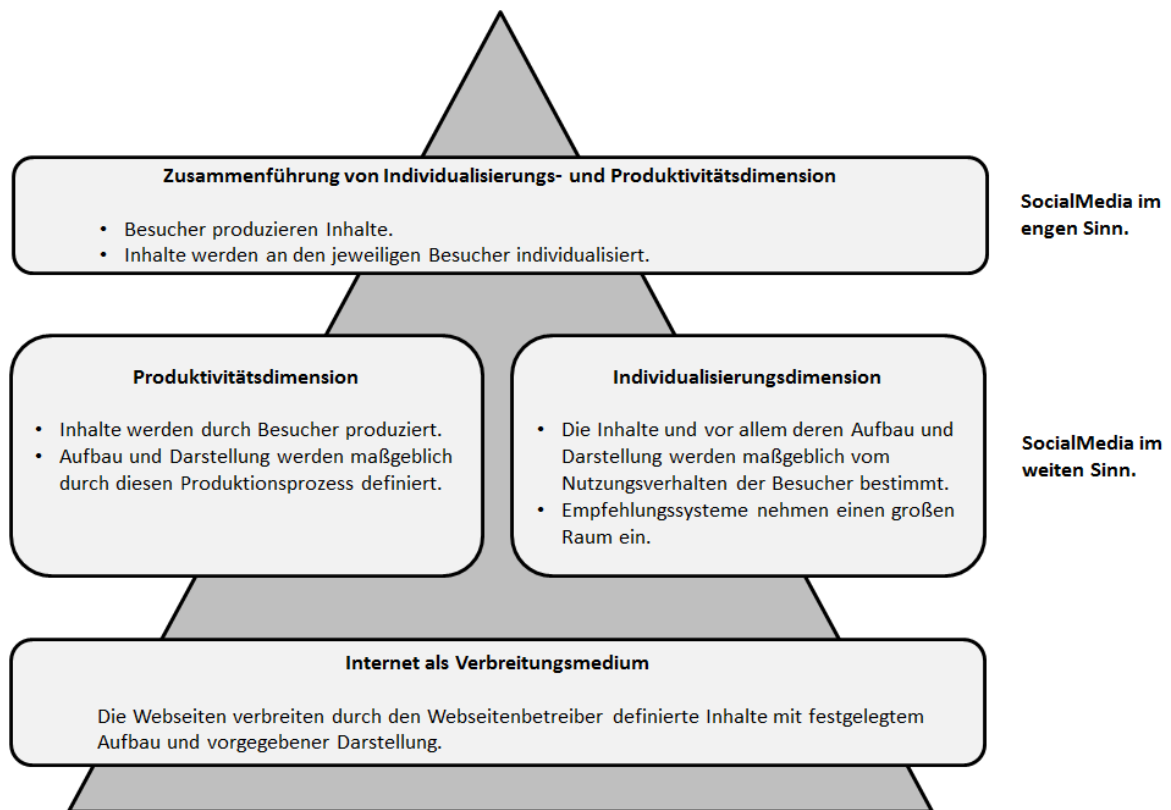 Zusammenführung von Individualisierungs- und Produktivitätsdimension
• Besucher produzieren Inhalte.
• Inhalte werden an den jeweiligen Besucher individualisiert.
SocialMedia im
engen Sinn.
Produktivitätsdimension
• Inhalte werden durch Besucher produziert.
• Aufbau und Darstellung werden maßgeblich
durch diesen Produktionsprozess definiert.
Individualisierungsdimension
• Die Inhalte und vor allem deren Aufbau und
Darstellung werden maßgeblich vom
Nutzungsverhalten der Besucher bestimmt.
• Empfehlungssysteme nehmen einen großen
Raum ein.
SocialMedia im
weiten Sinn.
Internet als Verbreitungsmedium
Die Webseiten verbreiten durch den Webseitenbetreiber definierte Inhalte mit festgelegtem
Aufbau und vorgegebener Darstellung.